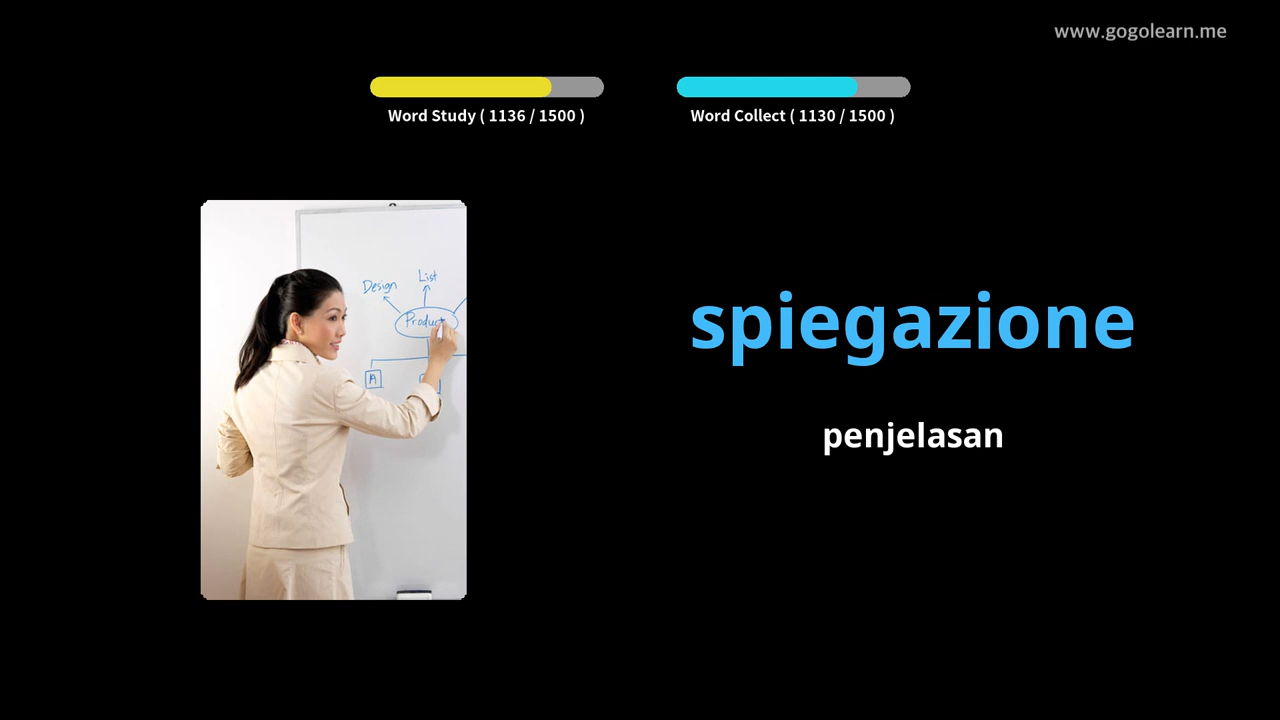 www.gogolearn.me
Word Study ( 1136 / 1500 )
Word Collect ( 1130 / 1500 )
List
Design
Product
A
spiegazione
penjelasan